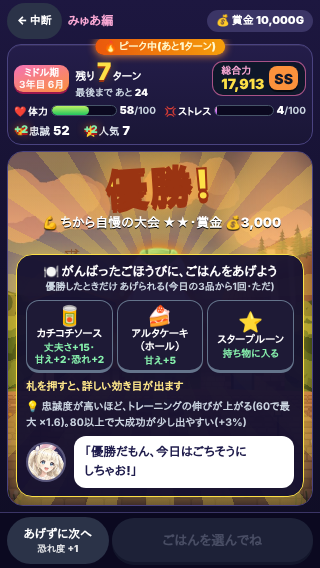 ← 中断
みゅあ編
💰 賞金 10,000G
🔥 ピーク中(あと1ターン)
ミドル期
3年目 6月
残り 7 ターン
最後まで あと 24
総合力
17,913
SS
❤️ 体力 58/100
💢 ストレス 4/100
忠誠 52
人気 7
優勝!
💪 ちから自慢の大会 ★★・賞金 💰3,000
🍽️ がんばったごほうびに、ごはんをあげよう
優勝したときだけ あげられる(今日の3品から1回・ただ)
カチコチソース
丈夫さ+15・
甘え+2・恐れ+2
アルタケーキ
(ホール)
甘え+5
スタープルーン
持ち物に入る
札を押すと、詳しい効き目が出ます
💡 忠誠度が高いほど、トレーニングの伸びが上がる(60で最
大 ×1.6)。80以上で大成功が少し出やすい(+3%)
「優勝だもん、今日はごちそうに
しちゃお!」
あげずに次へ
恐れ度 +1
ごはんを選んでね